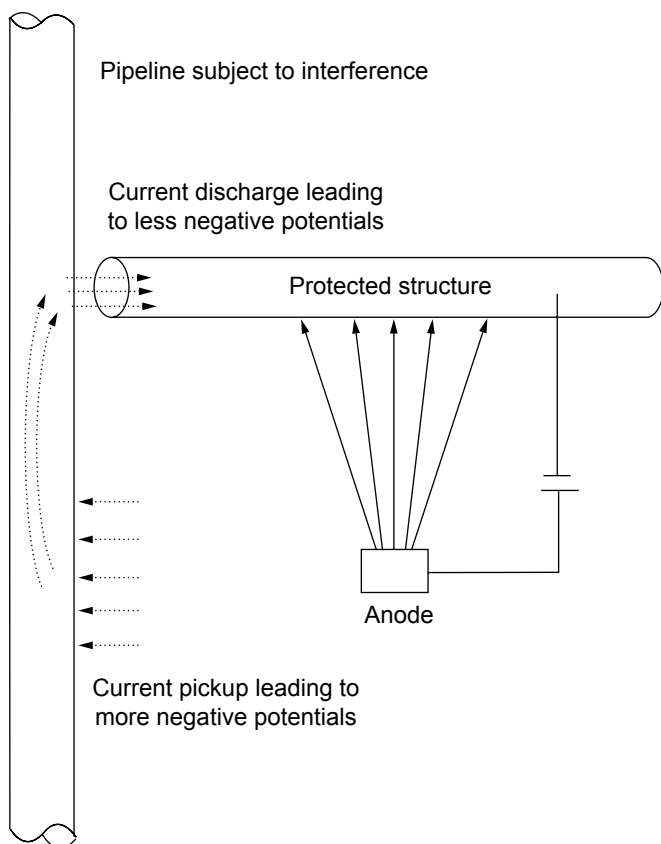 Pipeline subject to interference
Current discharge leading
to less negative potentials
Protected structure
Anode
Current pickup leading to
more negative potentials